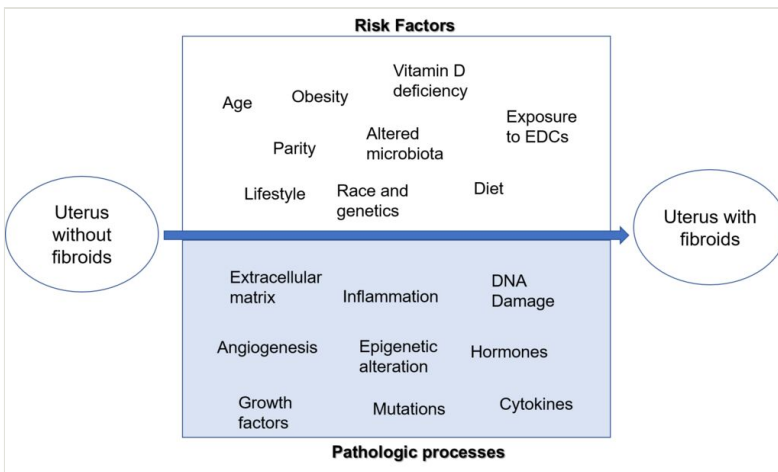 Risk Factors
Vitamin D
deficiency
Age
Obesity
Exposure
to EDCs
Parity
Altered
microbiota
Lifestyle
Race and
genetics
Diet
Uterus
without
fibroids
Uterus with
fibroids
Extracellular
matrix
Inflammation
DNA
Damage
Angiogenesis
Epigenetic
alteration
Hormones
Growth
factors
Mutations
Cytokines
Pathologic processes